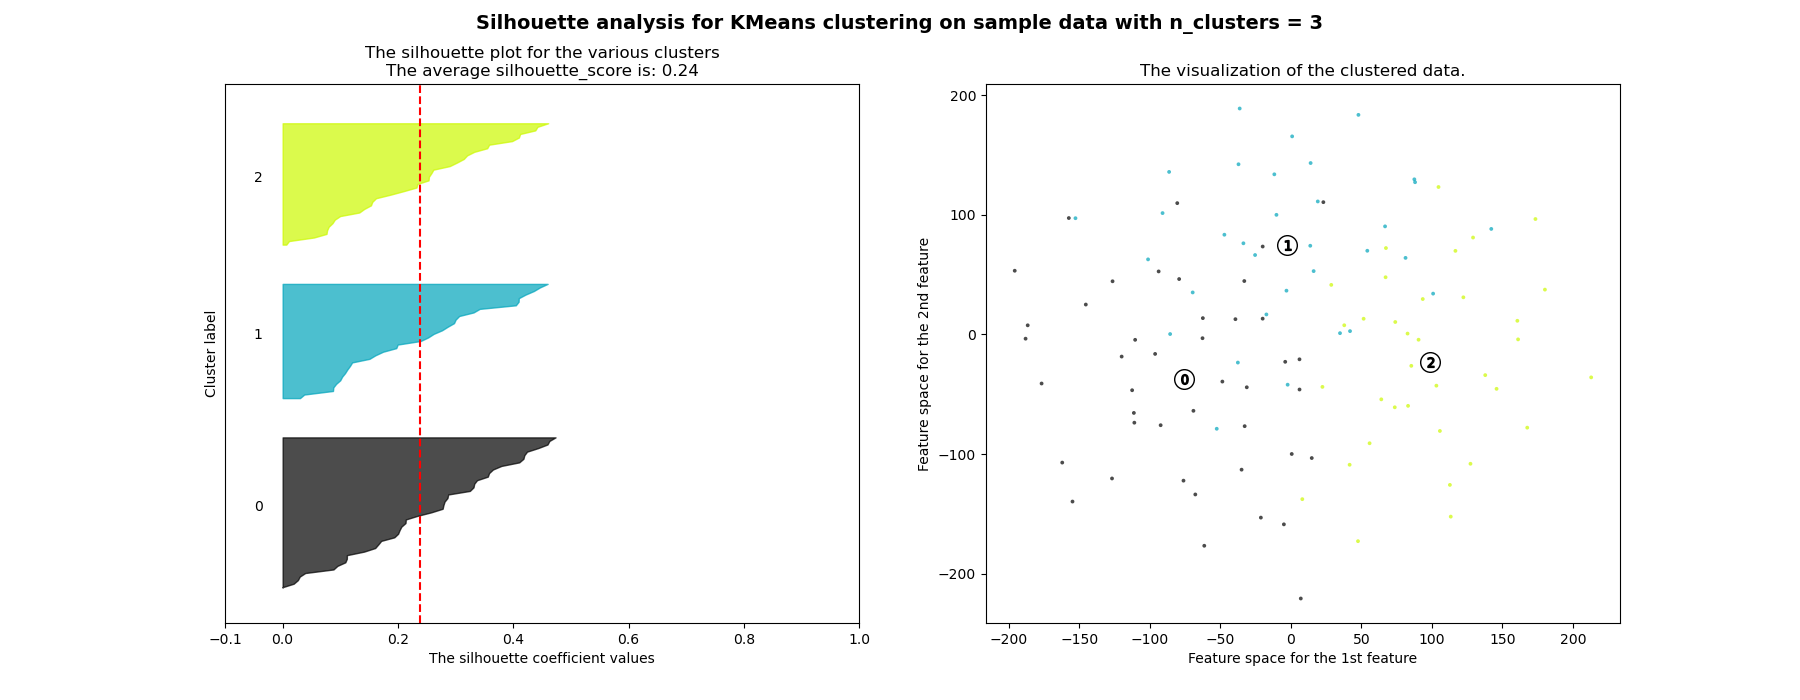 Silhouette analysis for KMeans clustering on sample data with n_clusters = 3
The silhouette plot for the various clusters
The average silhouette_score is: 0.24
2
1
0
Cluster label
−0.1 0.0 0.2 0.4 0.6 0.8 1.0
The silhouette coefficient values
The visualization of the clustered data.
200
100
0
−100
−200
Feature space for the 2nd feature
1
2
0
−200 −150 −100 −50 0 50 100 150 200
Feature space for the 1st feature